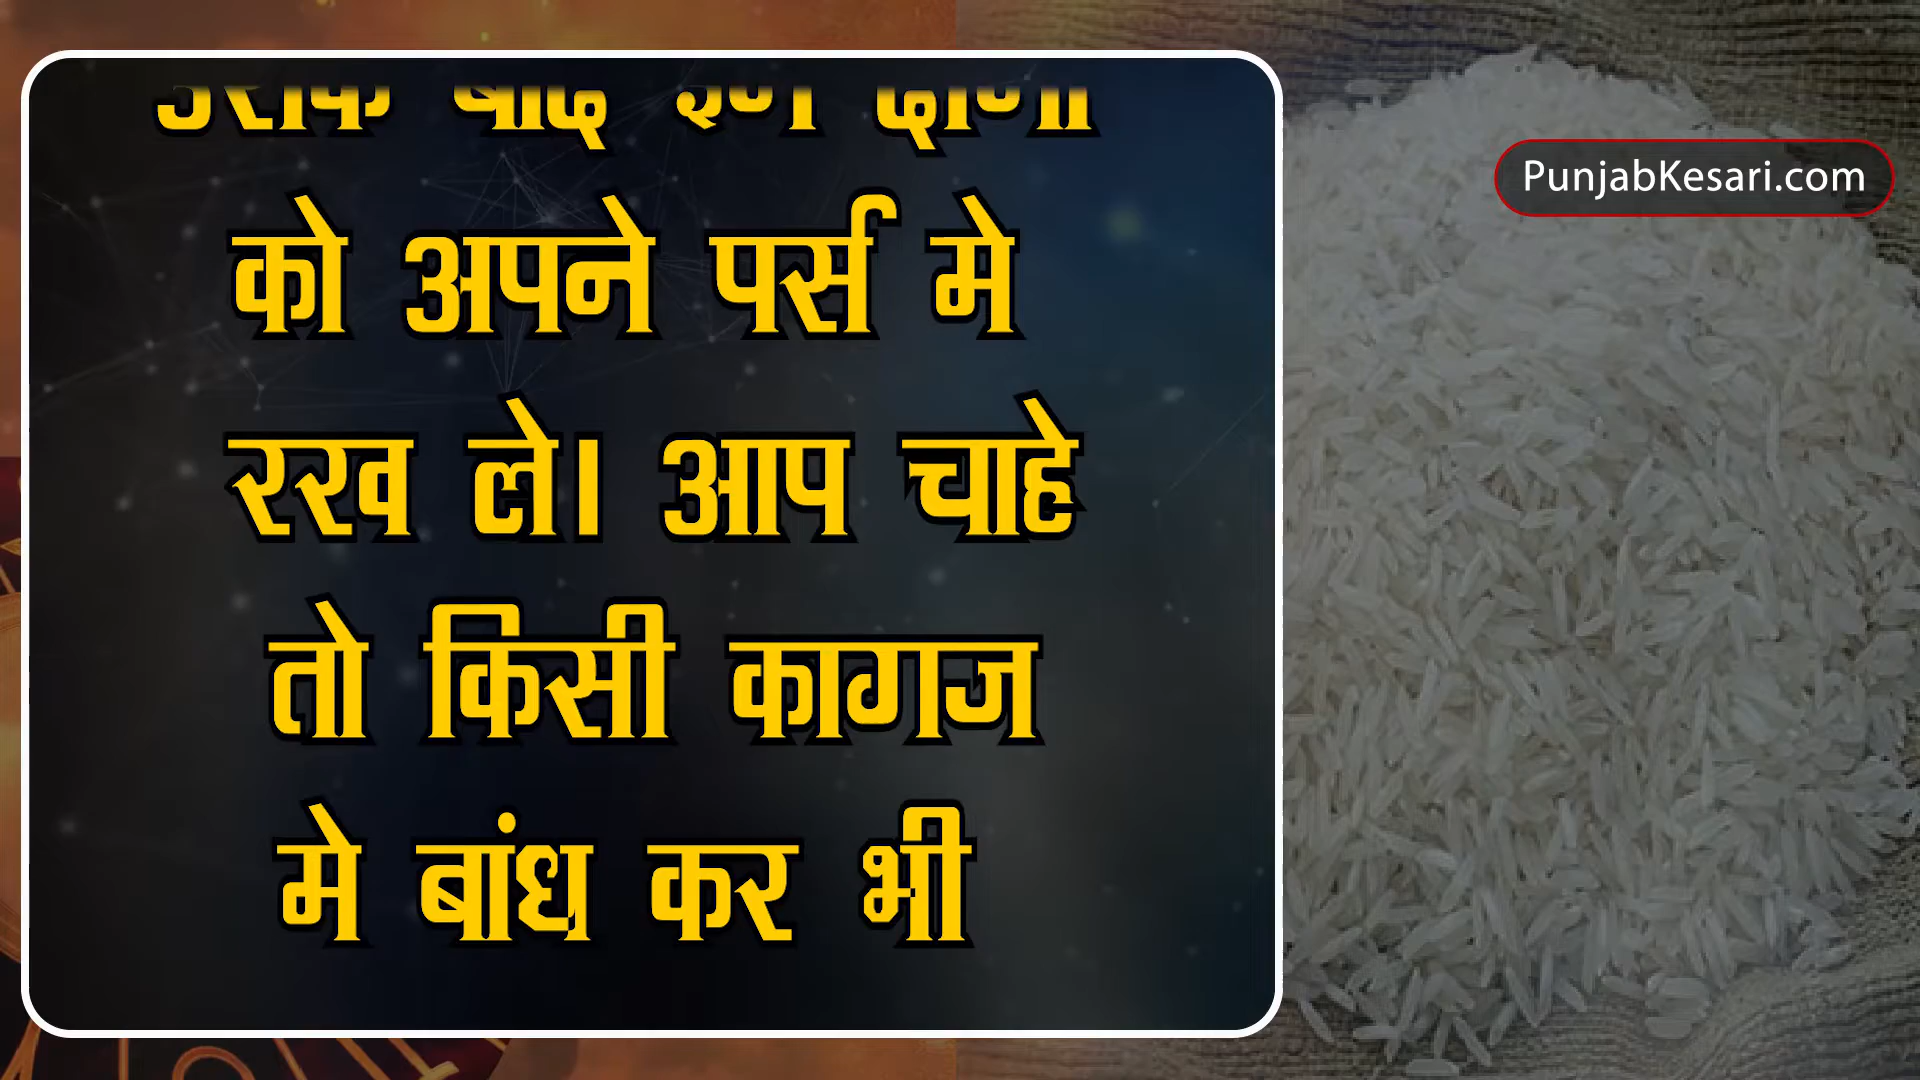 बाद
को अपने पर्स मे
रख ले। आप चाहे
तो किसी कागज
मे बांध कर भी
PunjabKesari.com